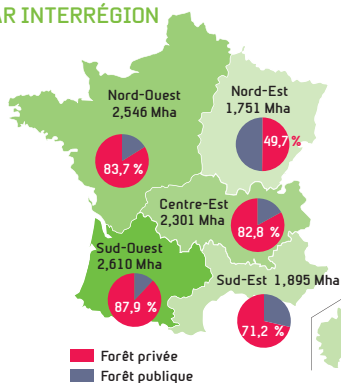 AR INTERRÉGION
Nord-Ouest
2,546 Mha
83,7 %
Nord-Est
1,751 Mha
49,7%
Centre-Est
2,301 Mha
82,8 %
Sud-Ouest
2,610 Mha
87,9 %
Sud-Est 1,895 Mha
71,2 %
Forêt privée
Forêt publique